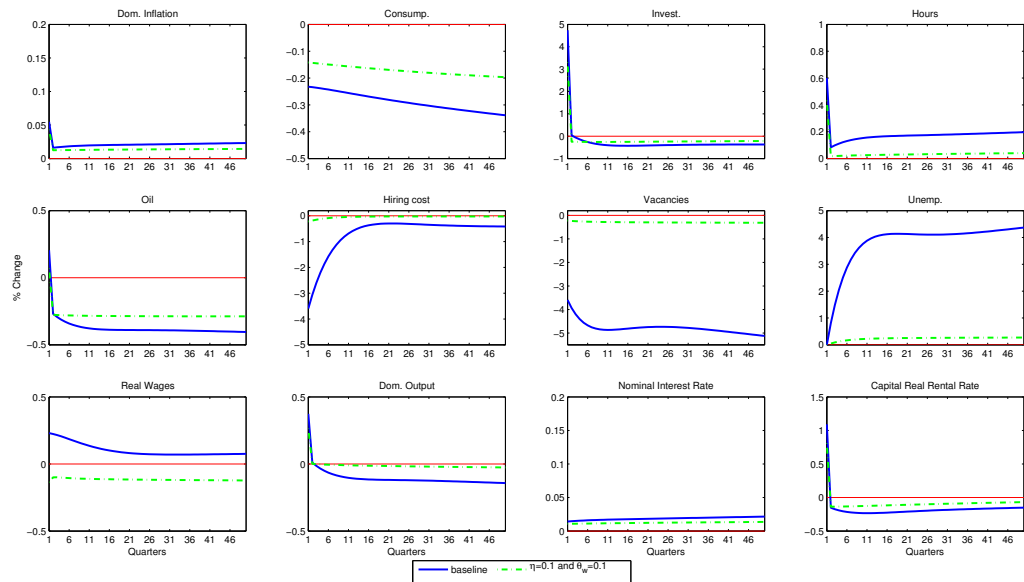 Dom. Inflation
Consump.
Invest.
Hours
0.2
0.15
0.1
0.05
0
1 6 11 16 21 26 31 36 41 46
0
−0.1
−0.2
−0.3
−0.4
−0.5
1 6 11 16 21 26 31 36 41 46
5
4
3
2
1
0
−1
1 6 11 16 21 26 31 36 41 46
1
0.8
0.6
0.4
0.2
0
1 6 11 16 21 26 31 36 41 46
Oil
Hiring cost
Vacancies
Unemp.
% Change
0.5
0
−0.5
1 6 11 16 21 26 31 36 41 46
0
−1
−2
−3
−4
−5
1 6 11 16 21 26 31 36 41 46
0
−1
−2
−3
−4
−5
1 6 11 16 21 26 31 36 41 46
5
4
3
2
1
0
1 6 11 16 21 26 31 36 41 46
Real Wages
Dom. Output
Nominal Interest Rate
Capital Real Rental Rate
0.5
0
−0.5
1 6 11 16 21 26 31 36 41 46
Quarters
0.5
0
−0.5
1 6 11 16 21 26 31 36 41 46
Quarters
0.2
0.15
0.1
0.05
0
1 6 11 16 21 26 31 36 41 46
Quarters
1.5
1
0.5
0
−0.5
1 6 11 16 21 26 31 36 41 46
Quarters
baseline
η=0.1 and θ_w=0.1